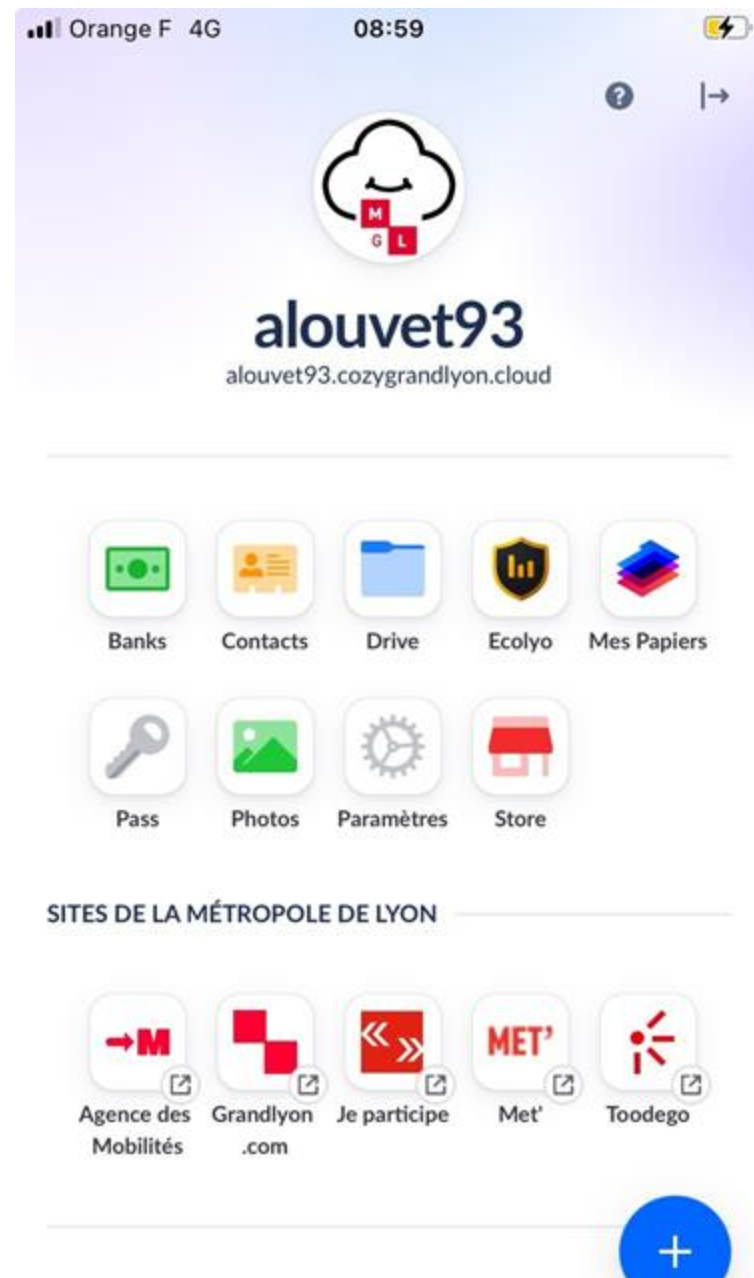 Orange F 4G 08:59
M
G L
alouvet93
alouvet93.cozygrandlyon.cloud
Banks Contacts Drive Ecolyo Mes Papiers
Pass Photos Paramètres Store
SITES DE LA MÉTROPOLE DE LYON
M MET’
Agence des Grandlyon Je participe Met' Toodego
Mobilités .com
+